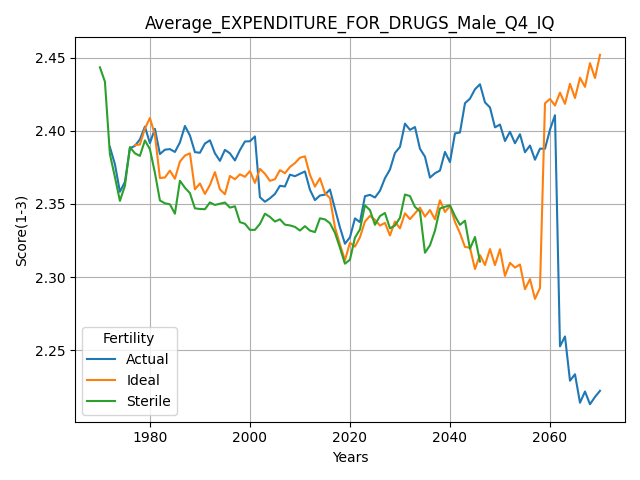 Average_EXPENDITURE_FOR_DRUGS_Male_Q4_IQ
Score(1-3)
2.45
2.40
2.35
2.30
2.25
Fertility
Actual
Ideal
Sterile
1980 2000 2020 2040 2060
Years